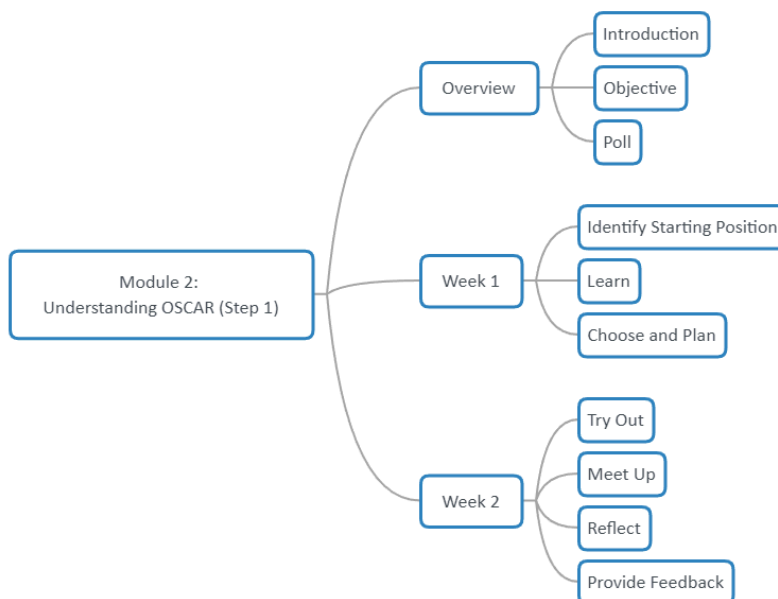 Module 2:
Understanding OSCAR (Step 1)
Overview
Introduction
Objective
Poll
Week 1
Identify Starting Position
Learn
Choose and Plan
Week 2
Try Out
Meet Up
Reflect
Provide Feedback